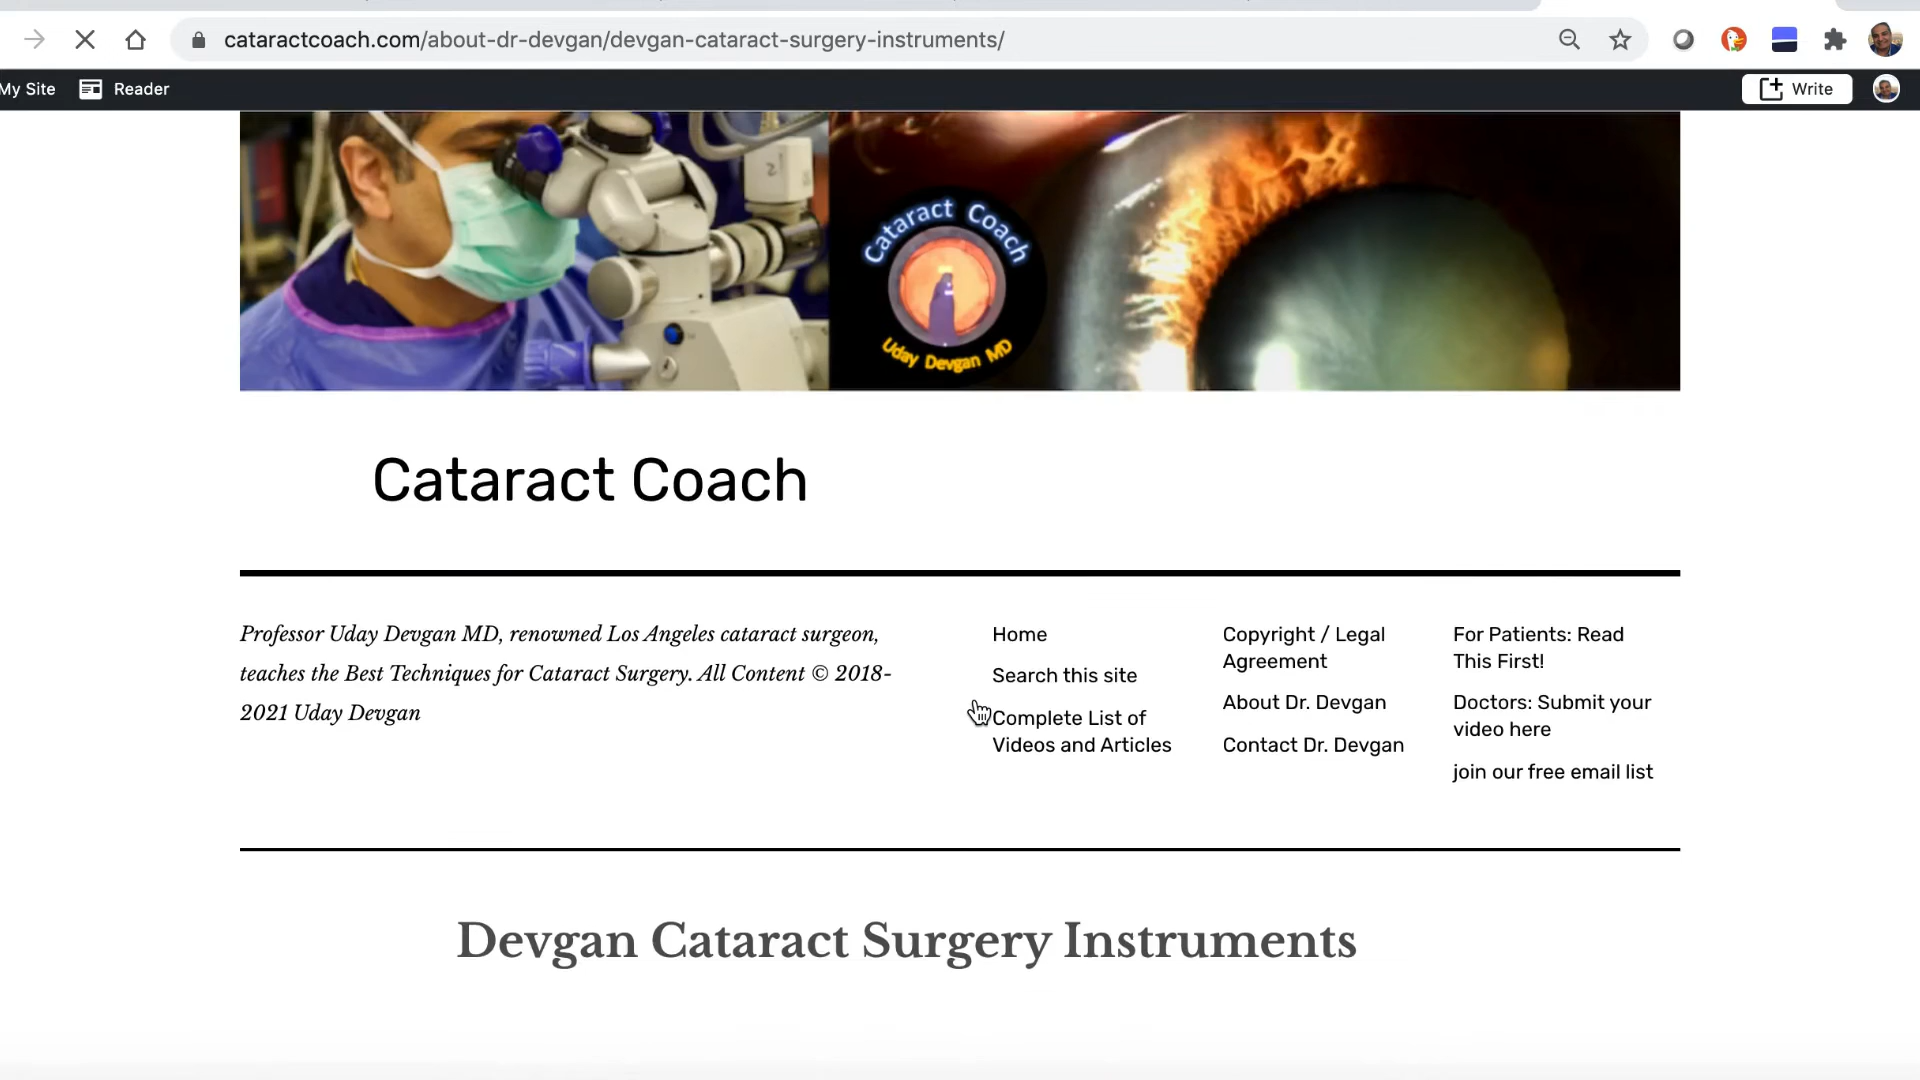 cataractcoach.com/about-dr-devgan/devgan-cataract-surgery-instruments/
My Site
Reader
Write
2
Cataract Coach
Uday Devgan MD
Cataract Coach
Professor Uday Devgan MD, renowned Los Angeles cataract surgeon,
teaches the Best Techniques for Cataract Surgery. All Content © 2018-
2021 Uday Devgan
Home
Search this site
Complete List of
Videos and Articles
Copyright / Legal
Agreement
About Dr. Devgan
Contact Dr. Devgan
For Patients: Read
This First!
Doctors: Submit your
video here
join our free email list
Devgan Cataract Surgery Instruments